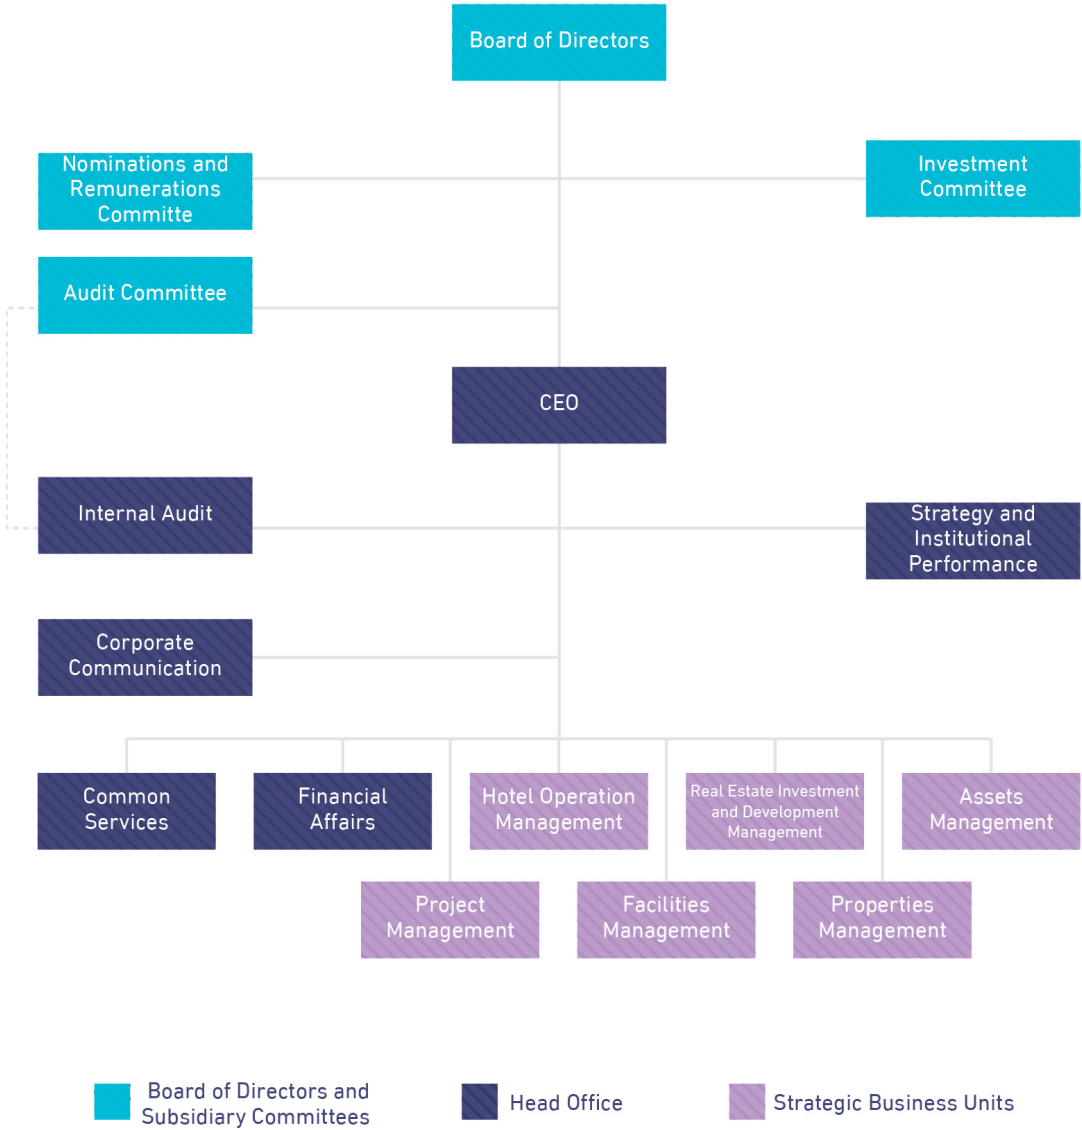 Board of Directors
Nominations and
Remunerations
Committe
Investment
Committee
Audit Committee
CEO
Internal Audit
Strategy and
Institutional
Performance
Corporate
Communication
Common
Services
Financial
Affairs
Hotel Operation
Management
Real Estate Investment
and Development
Management
Assets
Management
Project
Management
Facilities
Management
Properties
Management
Board of Directors and
Subsidiary Committees
Head Office
Strategic Business Units